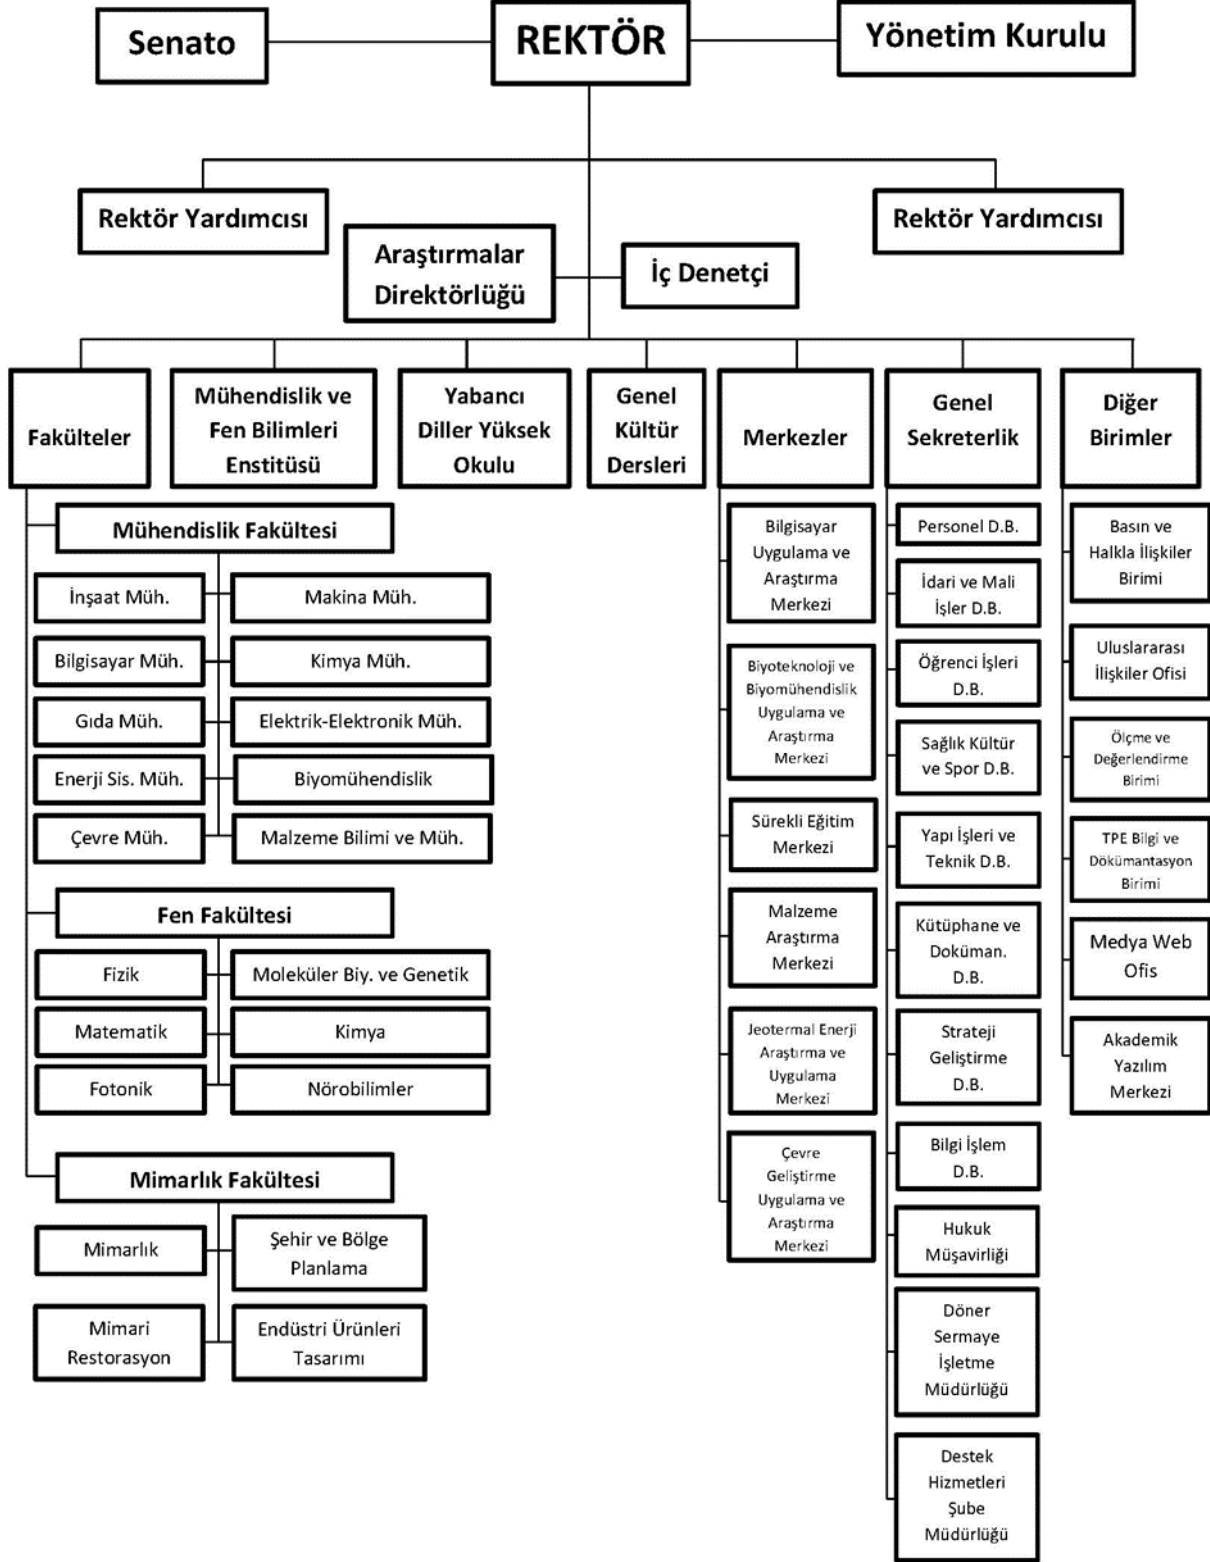 Senato
REKTÖR
Yönetim Kurulu
Rektör Yardımcısı
Rektör Yardımcısı
Araştırmalar
Direktörlüğü
İç Denetçi
Fakülteler
Mühendislik ve
Fen Bilimleri
Enstitüsü
Yabancı
Diller Yüksek
Okulu
Genel
Kültür
Dersleri
Merkezler
Genel
Sekreterlik
Diğer
Birimler
Mühendislik Fakültesi
İnşaat Müh.
Makina Müh.
Bilgisayar Müh.
Kimya Müh.
Gıda Müh.
Elektrik-Elektronik Müh.
Enerji Sis. Müh.
Biyomühendislik
Çevre Müh.
Malzeme Bilimi ve Müh.
Fen Fakültesi
Fizik
Moleküler Biy. ve Genetik
Matematik
Kimya
Fotonik
Nörobilimler
Mimarlık Fakültesi
Mimarlık
Şehir ve Bölge
Planlama
Mimari
Restorasyon
Endüstri Ürünleri
Tasarımı
Bilgisayar
Uygulama ve
Araştırma
Merkezi
Biyoteknoloji ve
Biyomühendislik
Uygulama ve
Araştırma
Merkezi
Sürekli Eğitim
Merkezi
Malzeme
Araştırma
Merkezi
Jeotermal Enerji
Araştırma ve
Uygulama
Merkezi
Çevre
Geliştirme
Uygulama ve
Araştırma
Merkezi
Personel D.B.
İdari ve Mali
İşler D.B.
Öğrenci İşleri
D.B.
Sağlık Kültür
ve Spor D.B.
Yapı İşleri ve
Teknik D.B.
Kütüphane ve
Doküman.
D.B.
Strateji
Geliştirme
D.B.
Bilgi İşlem
D.B.
Hukuk
Müşavirliği
Döner
Sermaye
İşletme
Müdürlüğü
Destek
Hizmetleri
Şube
Müdürlüğü
Basın ve
Halkla İlişkiler
Birimi
Uluslararası
İlişkiler Ofisi
Ölçme ve
Değerlendirme
Birimi
TPE Bilgi ve
Dökümantasyon
Birimi
Medya Web
Ofis
Akademik
Yazılım
Merkezi